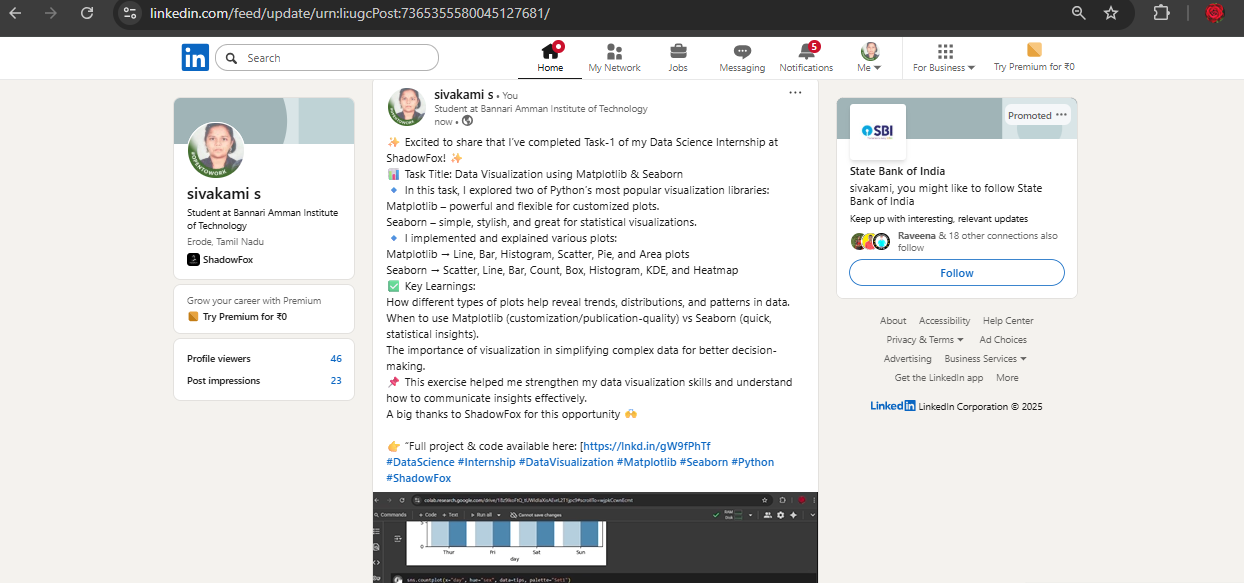 linkedin.com/feed/update/urn:li:ugcPost:7365355580045127681/
in
Search
Home
My Network
Jobs
Messaging
5
Notifications
Me
For Business
Try Premium for ₹0
#OPENTOWORK
sivakami s
Student at Bannari Amman Institute of Technology
Erode, Tamil Nadu
ShadowFox
Grow your career with Premium
Try Premium for ₹0
Profile viewers 46
Post impressions 23
sivakami s • You
Student at Bannari Amman Institute of Technology
now •
✨ Excited to share that I've completed Task-1 of my Data Science Internship at
ShadowFox! ✨
📊 Task Title: Data Visualization using Matplotlib & Seaborn
🔹 In this task, I explored two of Python's most popular visualization libraries:
Matplotlib – powerful and flexible for customized plots.
Seaborn – simple, stylish, and great for statistical visualizations.
🔹 I implemented and explained various plots:
Matplotlib → Line, Bar, Histogram, Scatter, Pie, and Area plots
Seaborn → Scatter, Line, Bar, Count, Box, Histogram, KDE, and Heatmap
✅ Key Learnings:
How different types of plots help reveal trends, distributions, and patterns in data.
When to use Matplotlib (customization/publication-quality) vs Seaborn (quick,
statistical insights).
The importance of visualization in simplifying complex data for better decision-
making.
📌 This exercise helped me strengthen my data visualization skills and understand
how to communicate insights effectively.
A big thanks to ShadowFox for this opportunity 🙌
👉 "Full project & code available here: [https://lnkd.in/gW9fPhTf
#DataScience #Internship #DataVisualization #Matplotlib #Seaborn #Python
#ShadowFox
Commands + Code + Text Run all Cannot save changes
RAM
Disk
0
Thur Fri Sat Sun
day
sns.countplot(x="day", hue="sex", data=tips, palette="Set1")
SBI
Promoted
State Bank of India
sivakami, you might like to follow State
Bank of India
Keep up with interesting, relevant updates
Raveena & 18 other connections also
follow
Follow
About Accessibility Help Center
Privacy & Terms Ad Choices
Advertising Business Services
Get the LinkedIn app More
LinkedIn LinkedIn Corporation © 2025